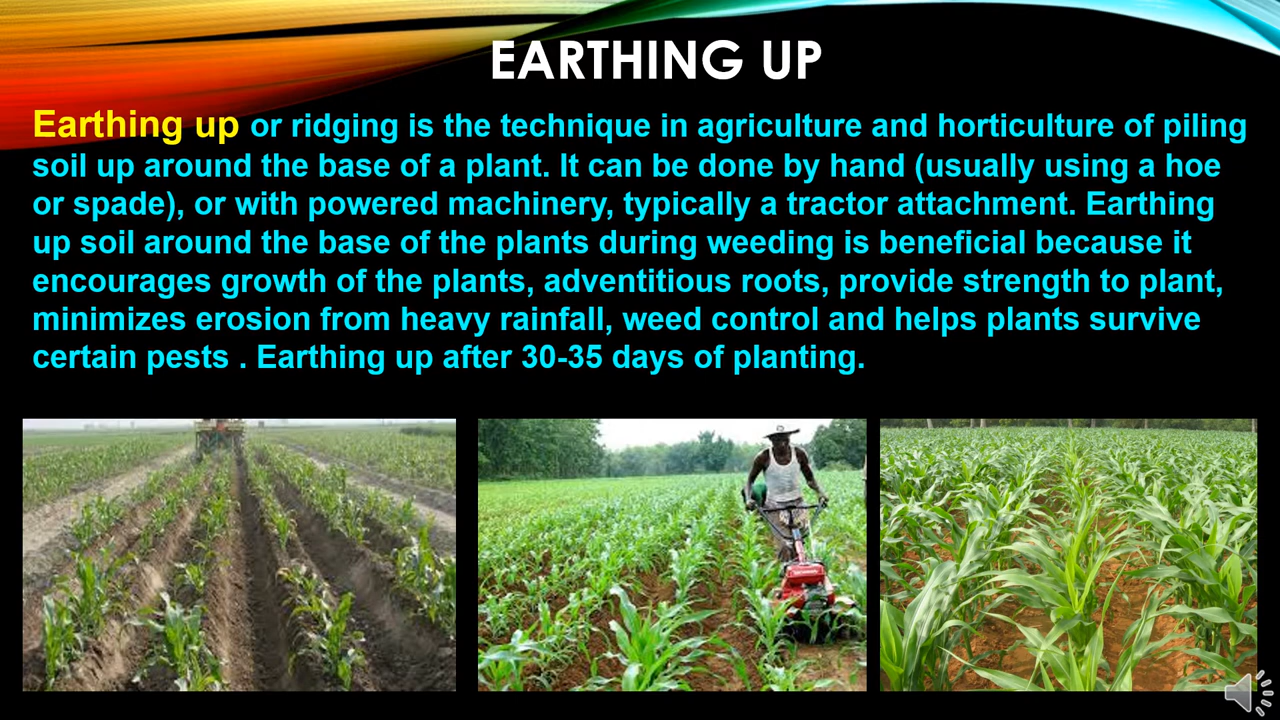 EARTHING UP
Earthing up or ridging is the technique in agriculture and horticulture of piling
soil up around the base of a plant. It can be done by hand (usually using a hoe
or spade), or with powered machinery, typically a tractor attachment. Earthing
up soil around the base of the plants during weeding is beneficial because it
encourages growth of the plants, adventitious roots, provide strength to plant,
minimizes erosion from heavy rainfall, weed control and helps plants survive
certain pests . Earthing up after 30-35 days of planting.